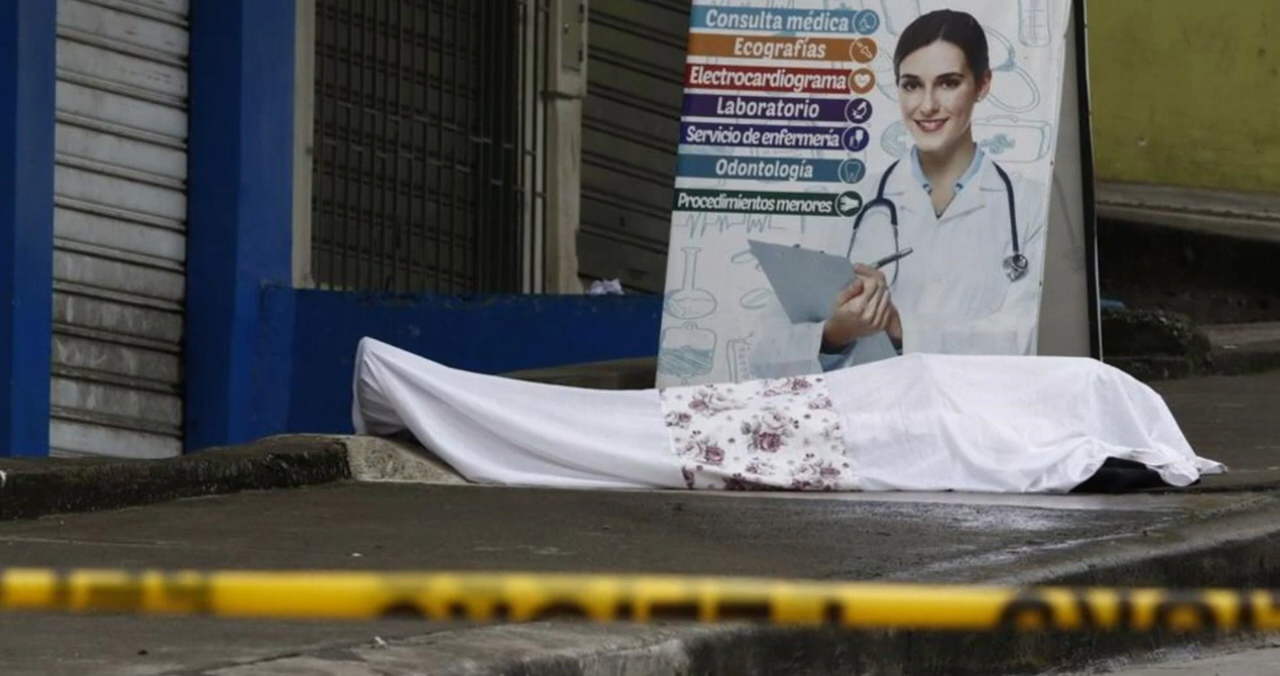 Consulta médica
Ecografías
Electrocardiograma
Laboratorio
Servicio de enfermería
Odontología
Procedimientos menores